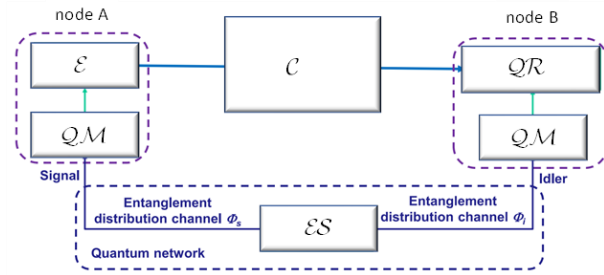 node A
node B
ℰ
𝒞
𝒬ℛ
𝒬ℳ
𝒬ℳ
Signal
Idler
Entanglement
distribution channel Φs
ℰ𝒮
Entanglement
distribution channel Φi
Quantum network